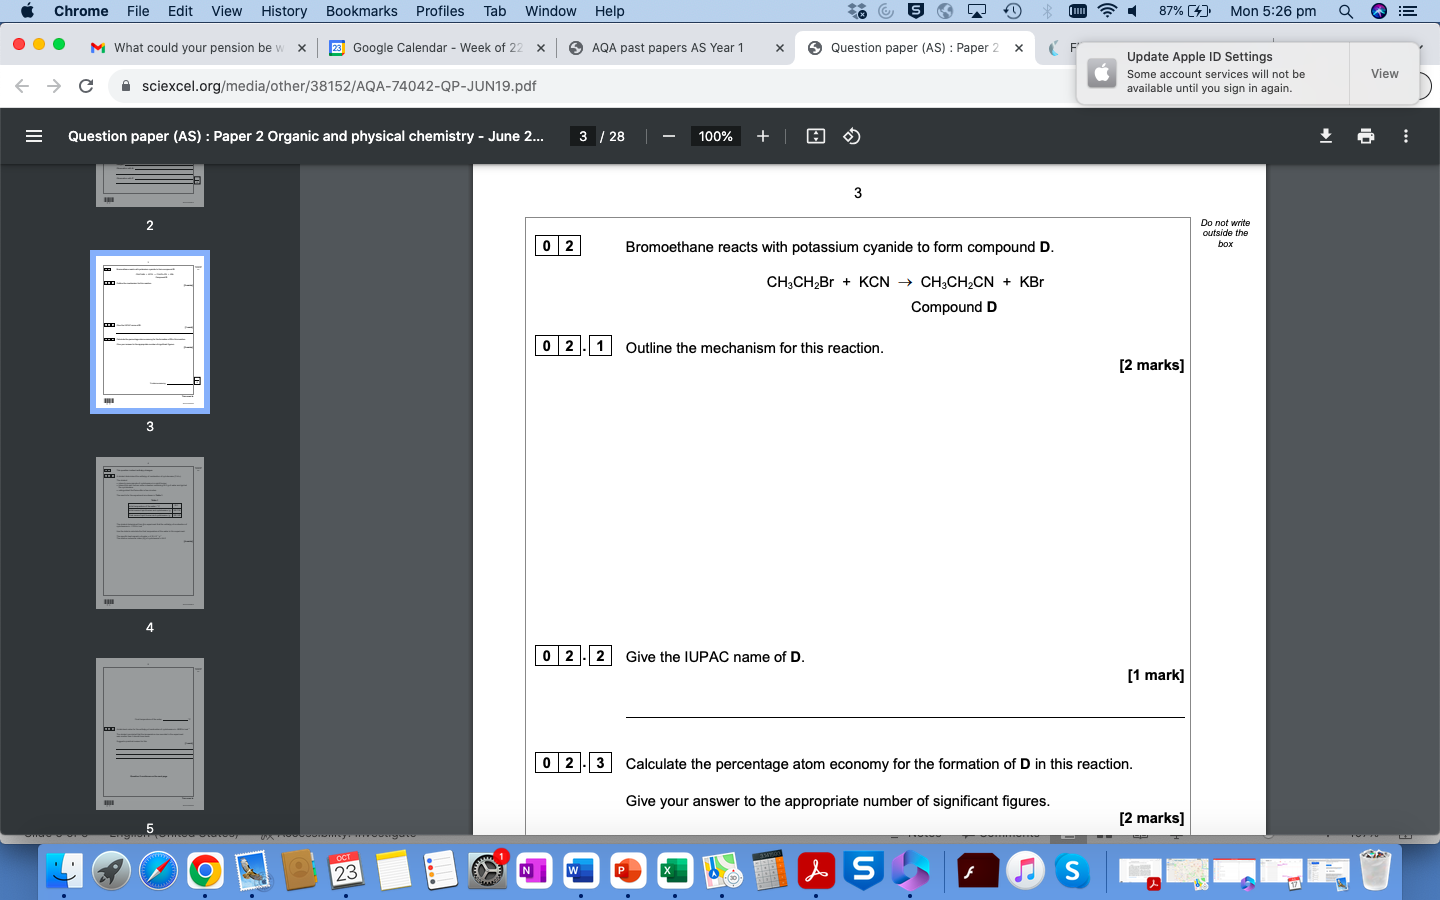 Chrome File Edit View History Bookmarks Profiles Tab Window Help 87% Mon 5:26 pm
What could your pension be w
23 Google Calendar - Week of 22
AQA past papers AS Year 1
Question paper (AS) : Paper 2
Update Apple ID Settings
Some account services will not be
available until you sign in again.
View
sciexcel.org/media/other/38152/AQA-74042-QP-JUN19.pdf
Question paper (AS) : Paper 2 Organic and physical chemistry - June 2... 3 / 28 100%
2
3
4
5
3
Do not write
outside the
box
0 2 Bromoethane reacts with potassium cyanide to form compound D.
CH₃CH₂Br + KCN → CH₃CH₂CN + KBr
Compound D
0 2 . 1 Outline the mechanism for this reaction.
[2 marks]
0 2 . 2 Give the IUPAC name of D.
[1 mark]
0 2 . 3 Calculate the percentage atom economy for the formation of D in this reaction.
Give your answer to the appropriate number of significant figures.
[2 marks]
OCT
23
1
N
W
P
X
3D
S
S
17